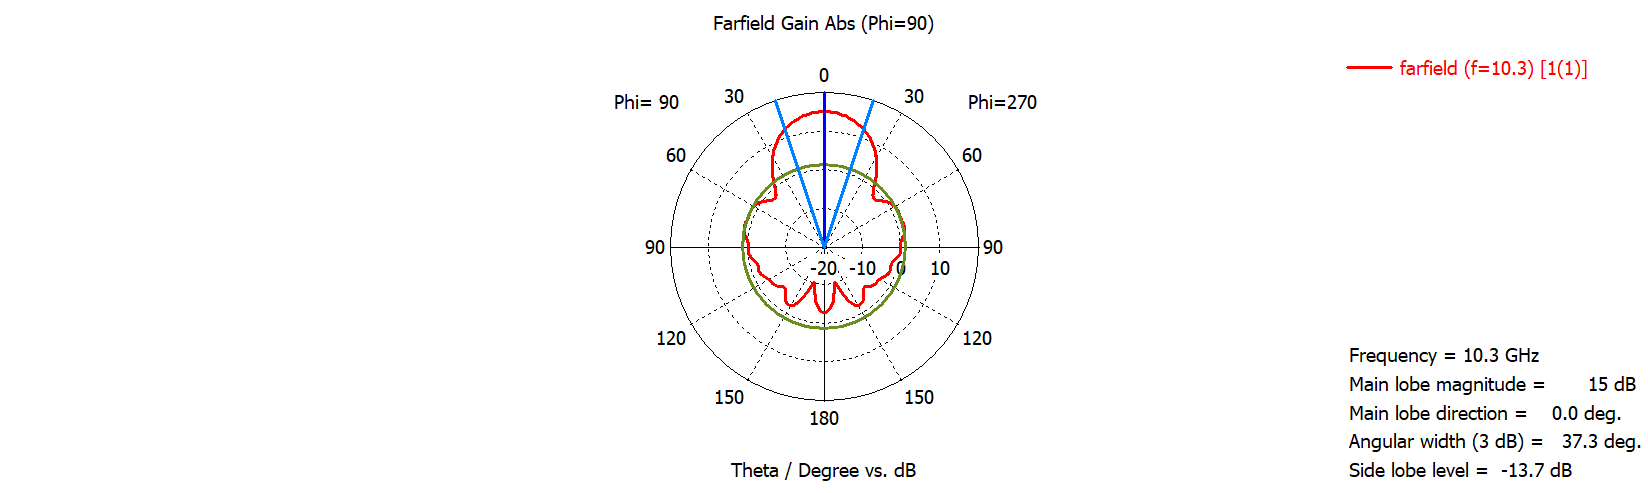 Farfield Gain Abs (Phi=90)
farfield (f=10.3) [1(1)]
0
Phi= 90
30
30
Phi=270
60
60
90
90
-20
-10
0
10
120
120
150
150
180
Frequency = 10.3 GHz
Main lobe magnitude = 15 dB
Main lobe direction = 0.0 deg.
Angular width (3 dB) = 37.3 deg.
Side lobe level = -13.7 dB
Theta / Degree vs. dB